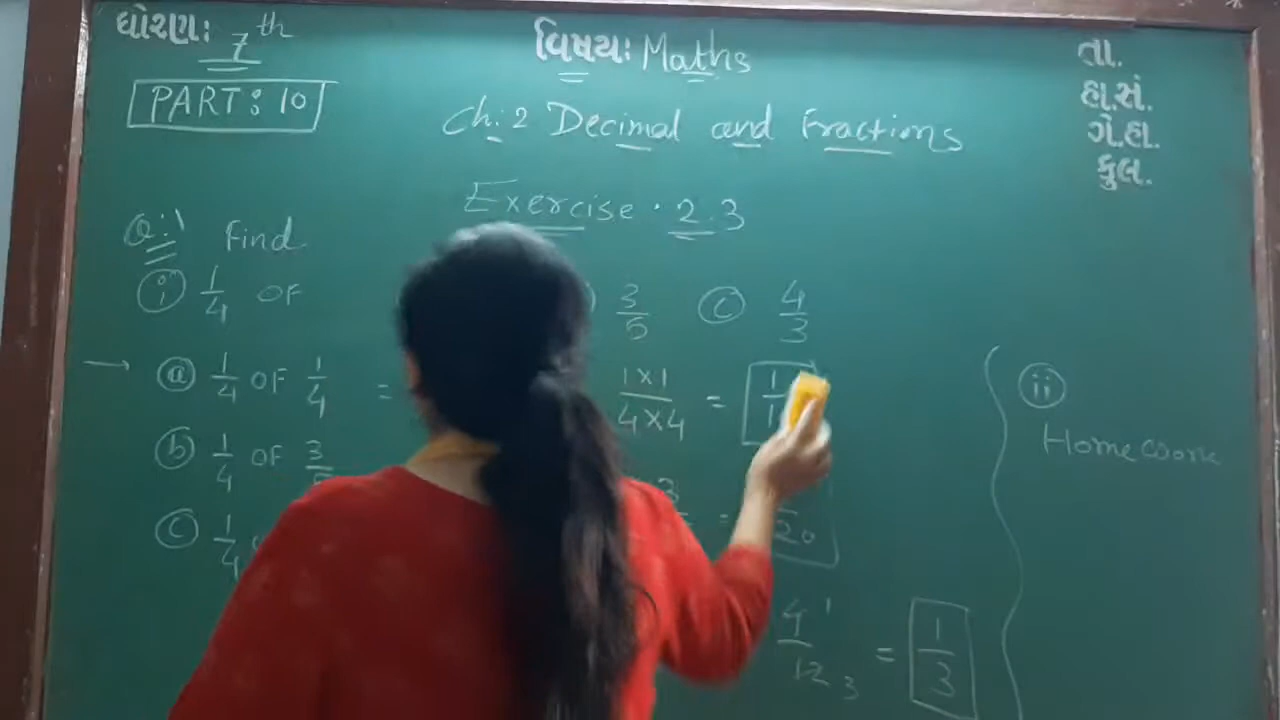 ધોરણ: 7th
વિષય: Maths
તા.
હા.સં.
ગે.હા.
કુલ.
PART: 10
Ch: 2 Decimal and Fractions
Exercise. 2.3
Q:1 Find
(i) 1/4 OF
3/5 (c) 4/3
→ (a) 1/4 OF 1/4 = 1×1/4×4 =
(b) 1/4 OF 3/
(c) 1/4
20
4 1/12 3 = 1/3
(ii)
Homework